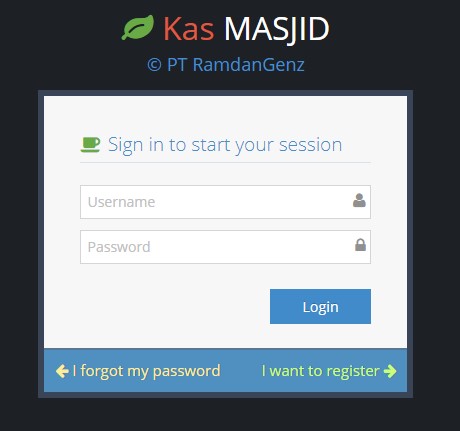 Kas MASJID
© PT RamdanGenz
Sign in to start your session
Username
Password
Login
I forgot my password
I want to register